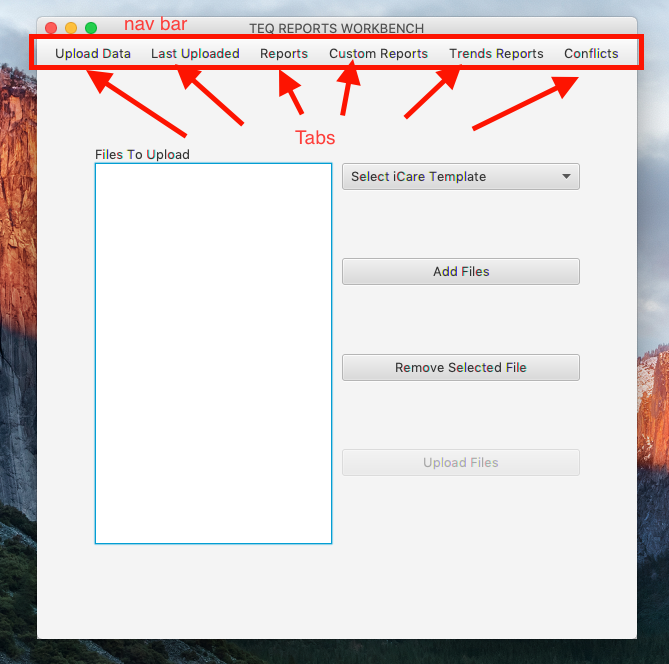 nav bar
TEQ REPORTS WORKBENCH
Upload Data Last Uploaded Reports Custom Reports Trends Reports Conflicts
Tabs
Files To Upload
Select iCare Template
Add Files
Remove Selected File
Upload Files